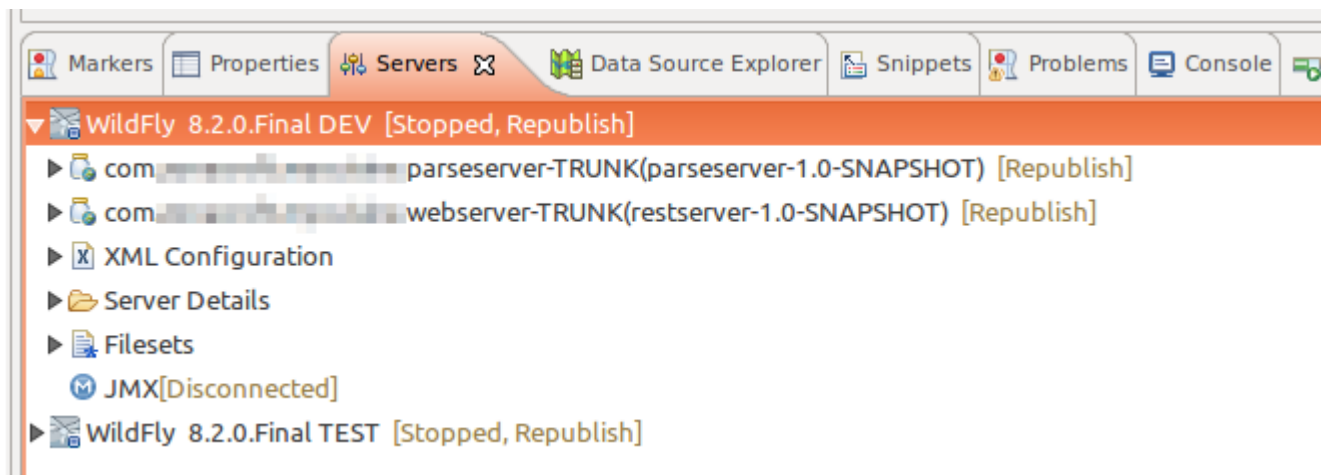 Markers Properties Servers Data Source Explorer Snippets Problems Console
WildFly 8.2.0.Final DEV [Stopped, Republish]
com. parseserver-TRUNK(parseserver-1.0-SNAPSHOT) [Republish]
com. webserver-TRUNK(restserver-1.0-SNAPSHOT) [Republish]
XML Configuration
Server Details
Filesets
JMX[Disconnected]
WildFly 8.2.0.Final TEST [Stopped, Republish]